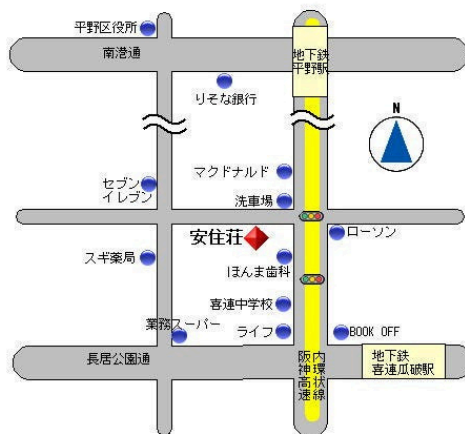 平野区役所
南港通
地下鉄
平野駅
りそな銀行
N
マクドナルド
セブン
イレブン
洗車場
安住荘
ローソン
スギ薬局
ほんま歯科
喜連中学校
業務スーパー
ライフ
BOOK OFF
長居公園通
阪神高速
内環状線
地下鉄
喜連瓜破駅